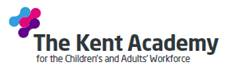 The Kent Academy
for the Children's and Adults' Workforce